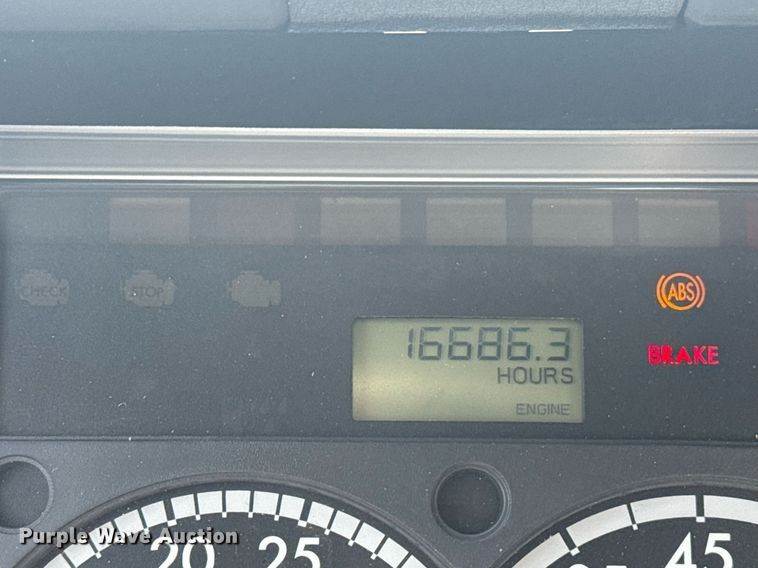 CHECK
STOP
ABS
16686.3
BRAKE
HOURS
ENGINE
20 25
45
Purple Wave Auction